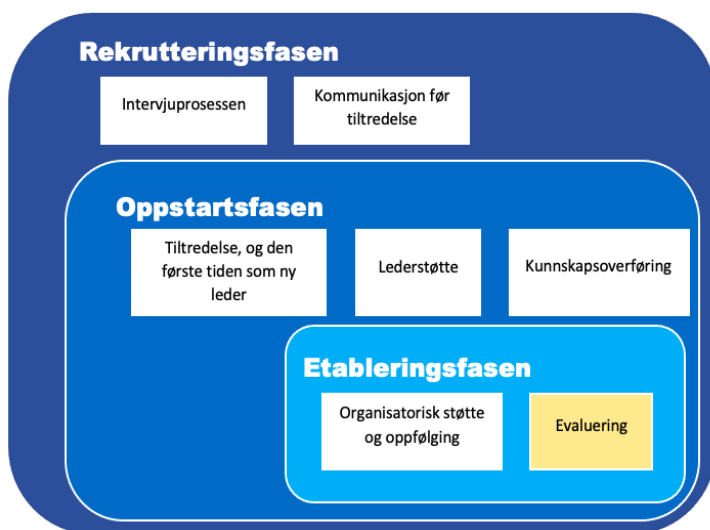 Rekrutteringsfasen
Intervjuprosessen
Kommunikasjon før
tiltredelse
Oppstartsfasen
Tiltredelse, og den
første tiden som ny
leder
Lederstøtte
Kunnskapsoverføring
Etableringsfasen
Organisatorisk støtte
og oppfølging
Evaluering